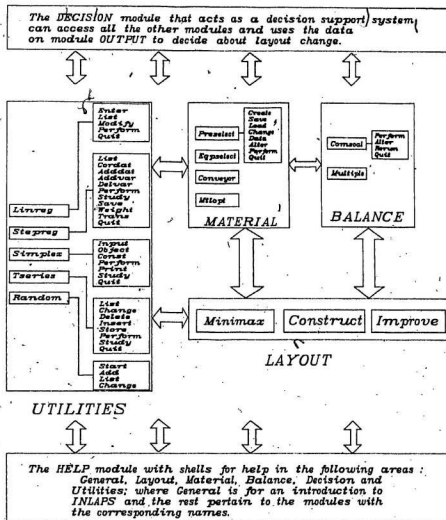 The DECISION module that acts as a decision support system
can access all the other modules and uses the data
on module OUTPUT to decide about layout change.
Enter
List
Modify
Perform
Quit
List
Cordat
Adddat
Addvar
Delvar
Perform
Study
Save
Weight
Trans
Quit
Linreg
Stepreg
Simplex
Tseries
Random
Input
Object
Const
Perform
Print
Study
Quit
List
Change
Delete
Insert
Store
Perform
Study
Quit
Start
Add
List
Change
UTILITIES
Preselect
Eqpselect
Conveyor
Mtlopt
Create
Save
Load
Change
Data
Alter
Perform
Quit
MATERIAL
Comsoal
Multiple
Perform
Alter
Rerun
Quit
BALANCE
Minimax
Construct
Improve
LAYOUT
The HELP module with shells for help in the following areas :
General, Layout, Material, Balance, Decision and
Utilities; where General is for an introduction to
INLAPS and the rest pertain to the modules with
the corresponding names.